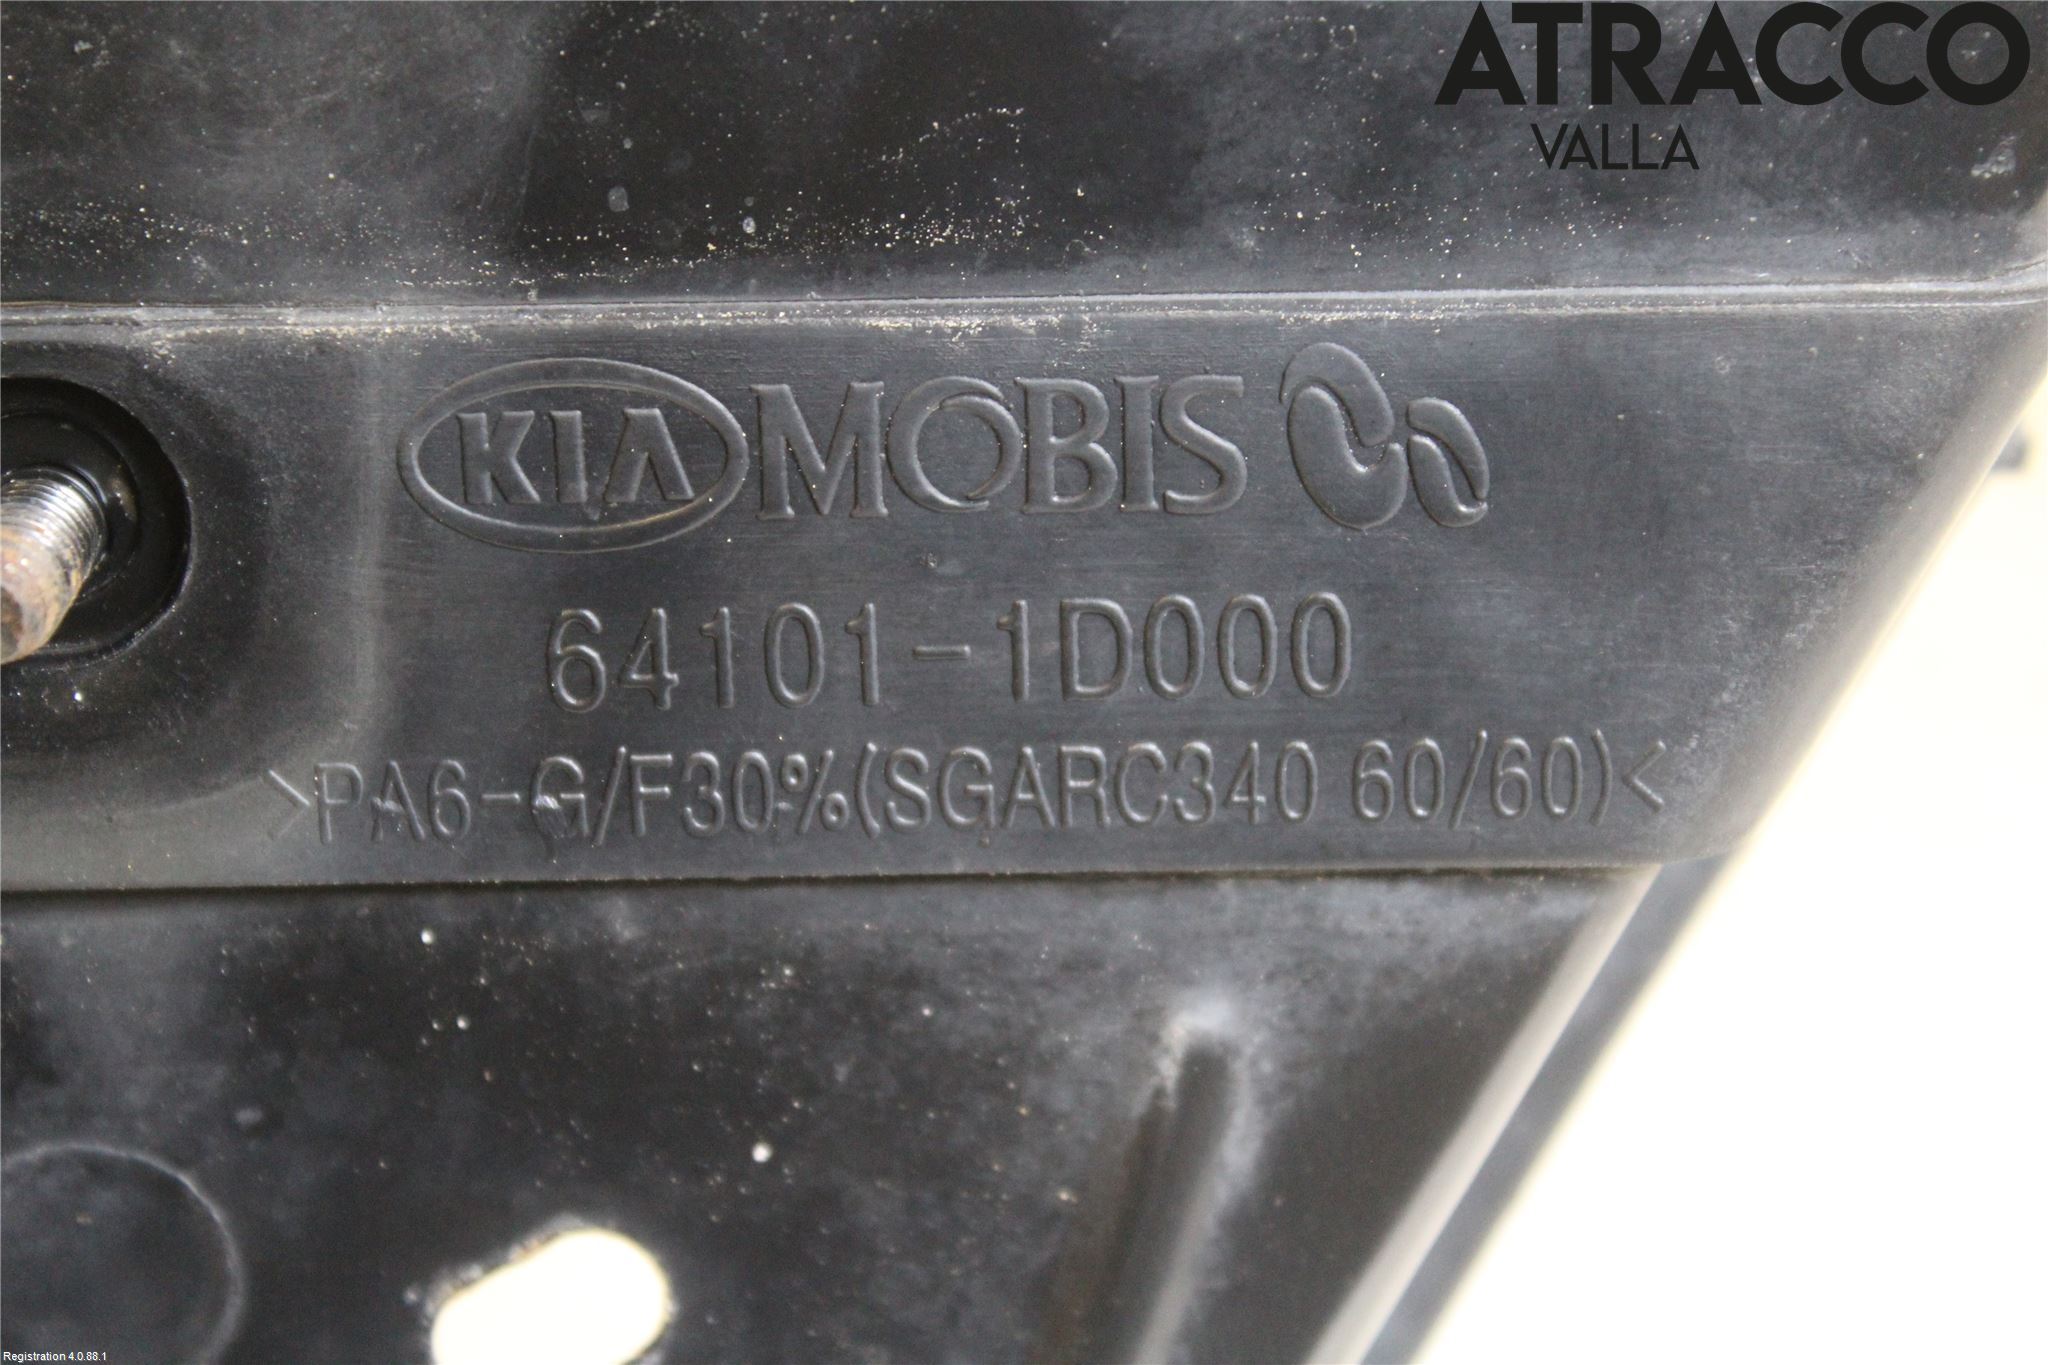 ATRACCO
VALLA
KIA MOBIS
64101-1D000
>PA6-G/F30%(SGARC340 60/60)<
Registration 4.0.88.1